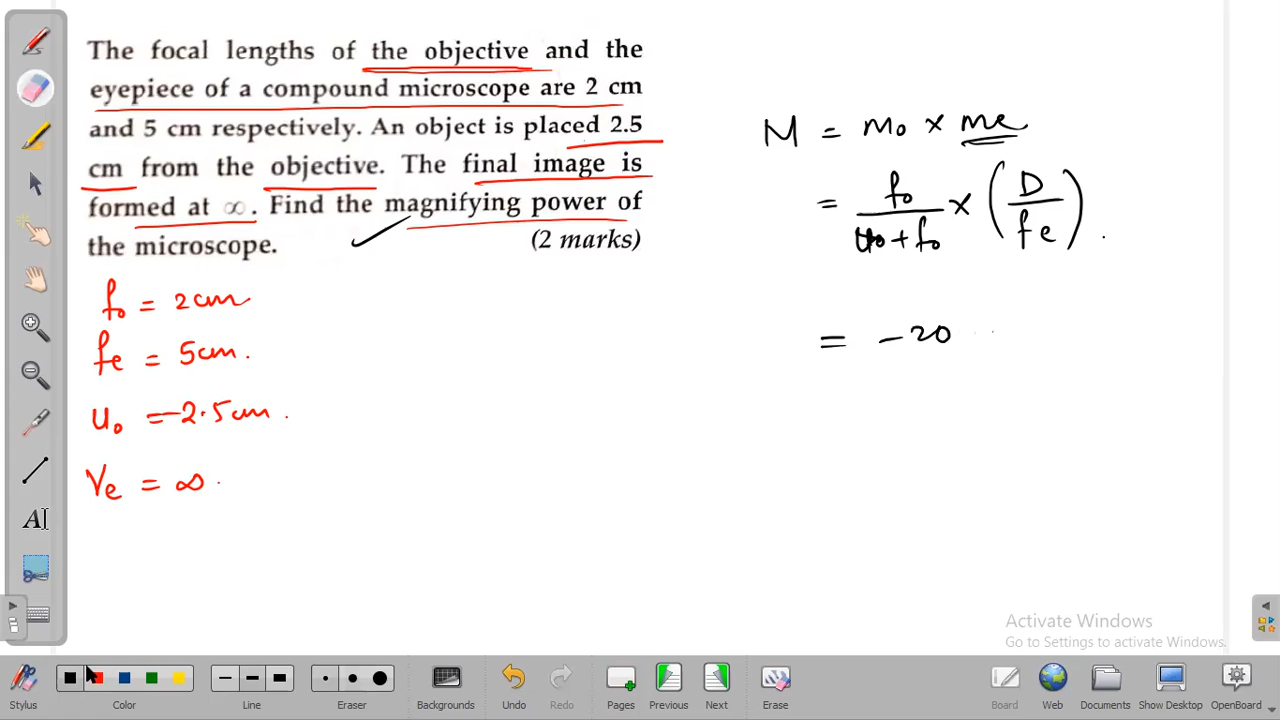 The focal lengths of the objective and the
eyepiece of a compound microscope are 2 cm
and 5 cm respectively. An object is placed 2.5
cm from the objective. The final image is
formed at ∞. Find the magnifying power of
the microscope. (2 marks)
f₀ = 2cm
fe = 5cm.
u₀ = -2.5cm.
Ve = ∞.
M = m₀ × me
= f₀/(u₀ + f₀) × (D/fe).
= -20
AI
Activate Windows
Go to Settings to activate Windows.
Stylus
Color
Line
Eraser
Backgrounds
Undo
Redo
Pages
Previous
Next
Erase
Board
Web
Documents
Show Desktop
OpenBoard